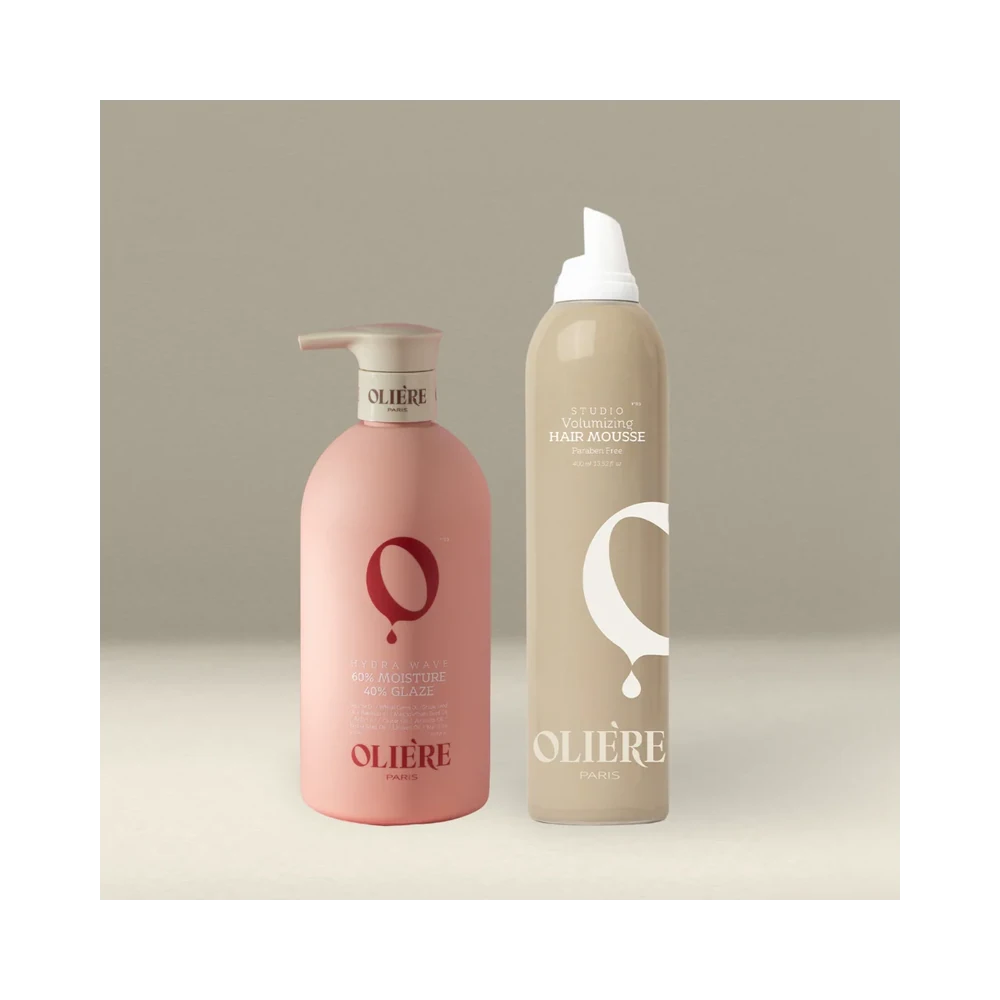 OLIÈRE
PARIS
HYDRA WAVE
60% MOISTURE
40% GLAZE
OLIÈRE
PARIS
STUDIO
Volumizing
HAIR MOUSSE
Paraben Free
OLIÈRE
PARIS